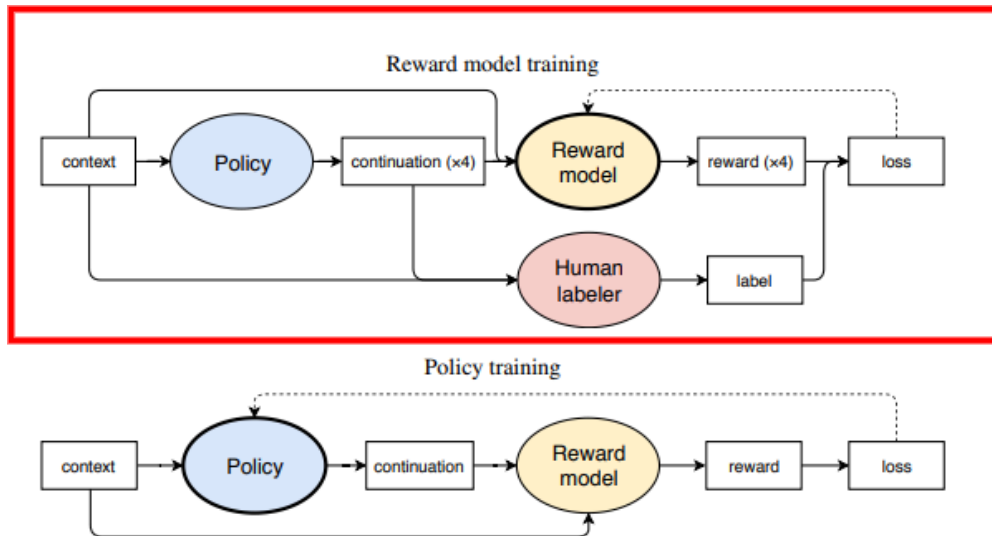 Reward model training
context
Policy
continuation (×4)
Reward
model
reward (×4)
loss
Human
labeler
label
Policy training
context
Policy
continuation
Reward
model
reward
loss